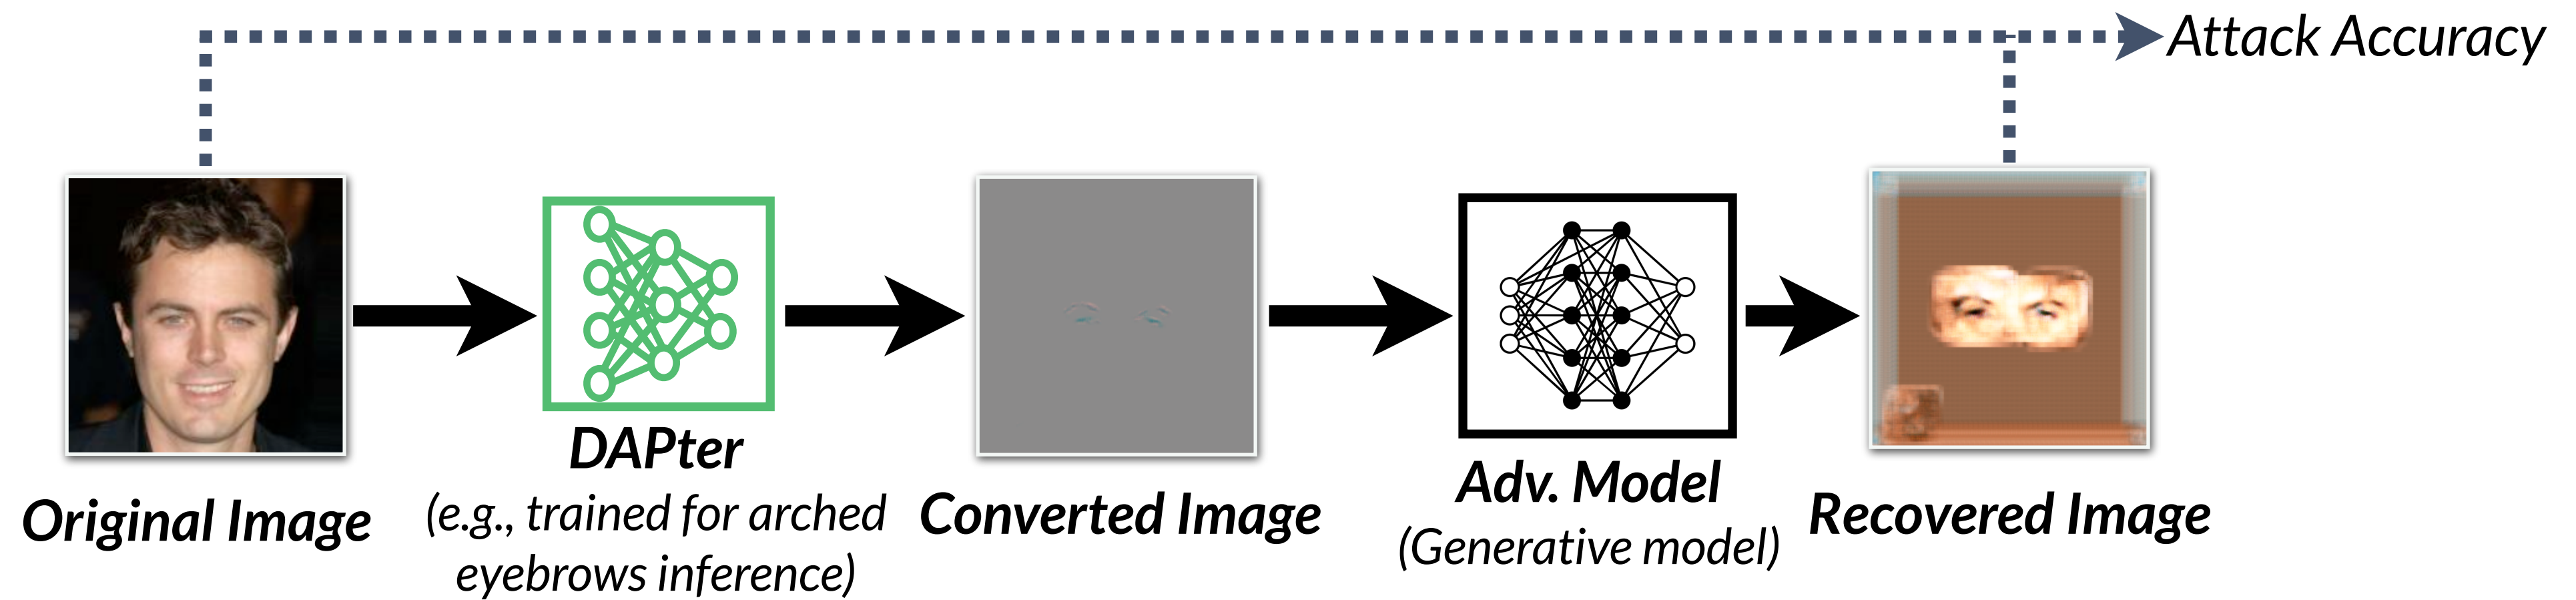 Attack Accuracy
Original Image
DAPter
(e.g., trained for arched
eyebrows inference)
Converted Image
Adv. Model
(Generative model)
Recovered Image